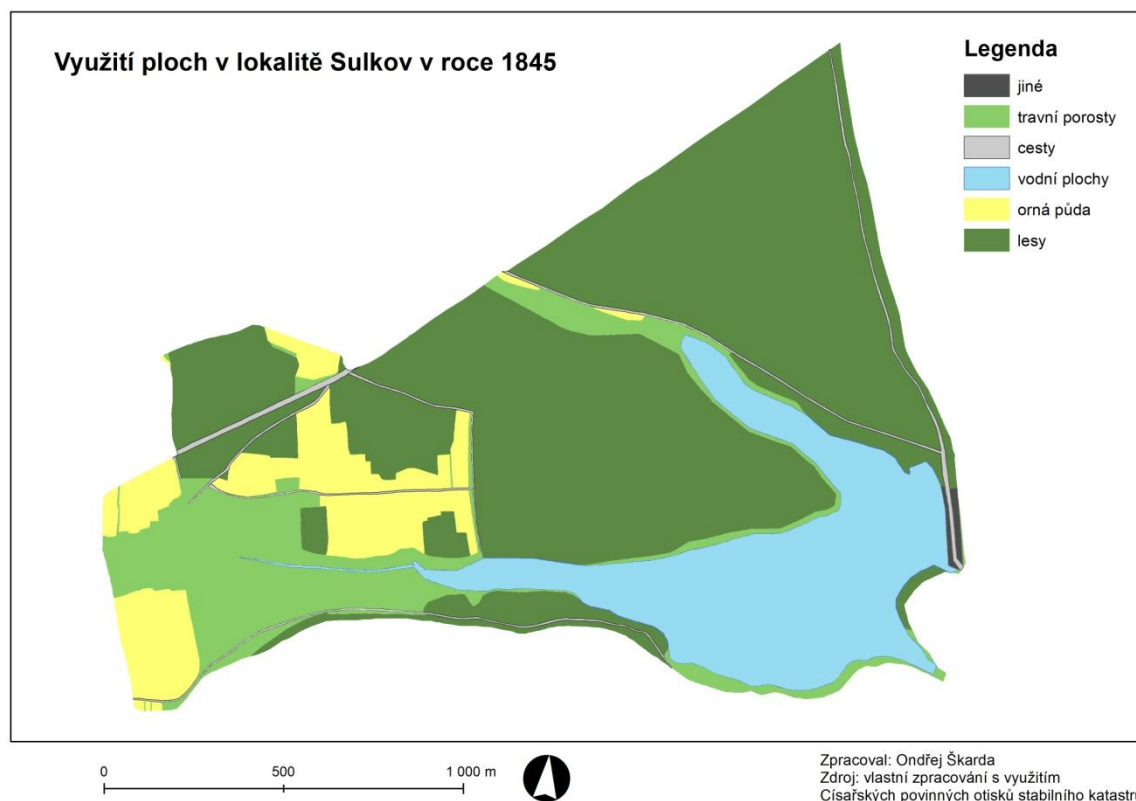 Využití ploch v lokalitě Sulkov v roce 1845
Legenda
jiné
travní porosty
cesty
vodní plochy
orná půda
lesy
0 500 1 000 m
Zpracoval: Ondřej Škarda
Zdroj: vlastní zpracování s využitím
Císařských povinných otisků stabilního katastru